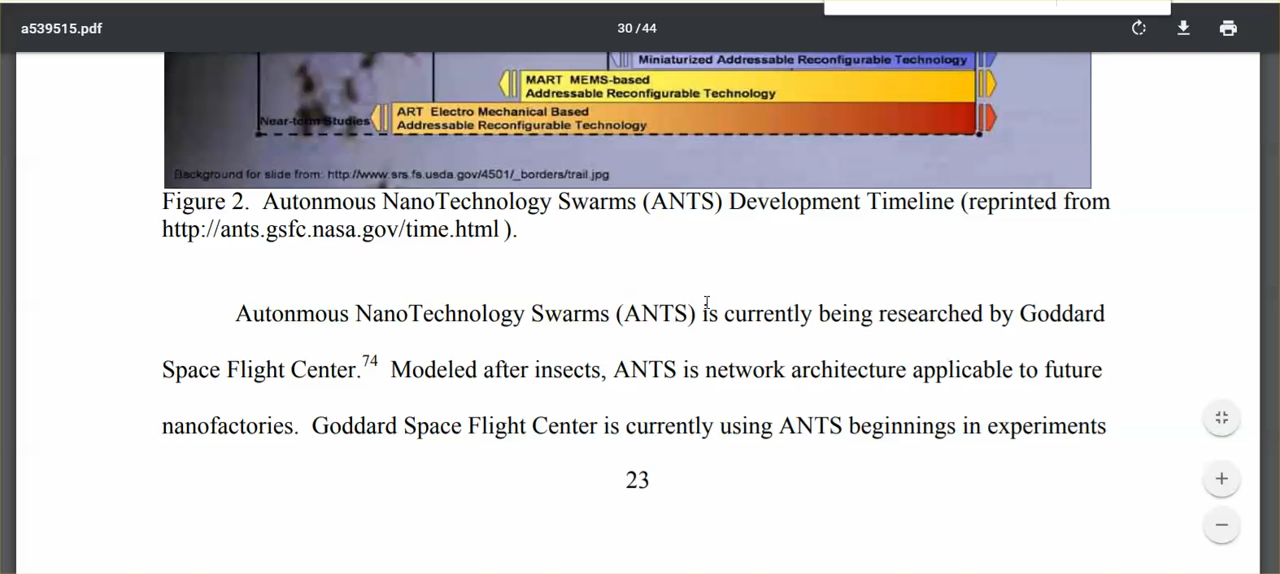 a539515.pdf
30 / 44
Miniaturized Addressable Reconfigurable Technology
MART MEMS-based
Addressable Reconfigurable Technology
ART Electro Mechanical Based
Near-term Studies
Addressable Reconfigurable Technology
Background for slide from: http://www.srs.fs.usda.gov/4501/_borders/trail.jpg
Figure 2. Autonmous NanoTechnology Swarms (ANTS) Development Timeline (reprinted from
http://ants.gsfc.nasa.gov/time.html ).
Autonmous NanoTechnology Swarms (ANTS) is currently being researched by Goddard
Space Flight Center.74 Modeled after insects, ANTS is network architecture applicable to future
nanofactories. Goddard Space Flight Center is currently using ANTS beginnings in experiments
23